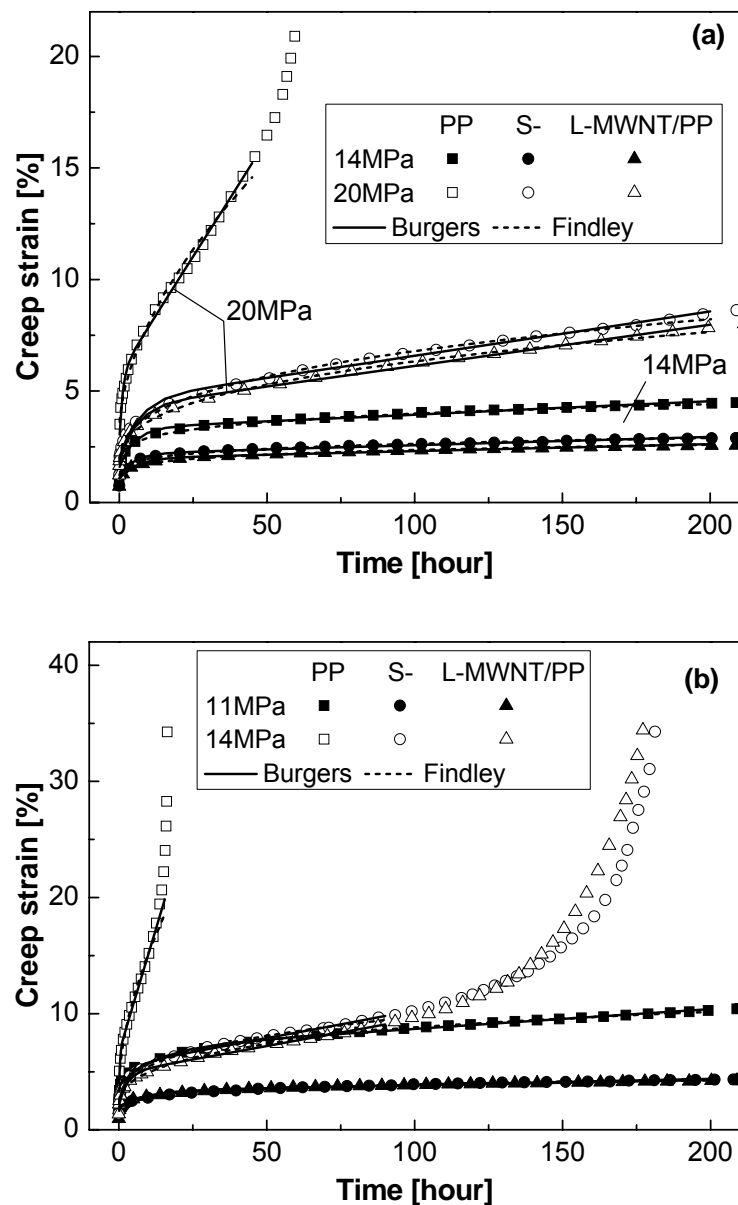 (a)
20
15
10
5
0
Creep strain [%]
PP S- L-MWNT/PP
14MPa
20MPa
Burgers Findley
20MPa
14MPa
0 50 100 150 200
Time [hour]
(b)
40
30
20
10
0
Creep strain [%]
PP S- L-MWNT/PP
11MPa
14MPa
Burgers Findley
0 50 100 150 200
Time [hour]